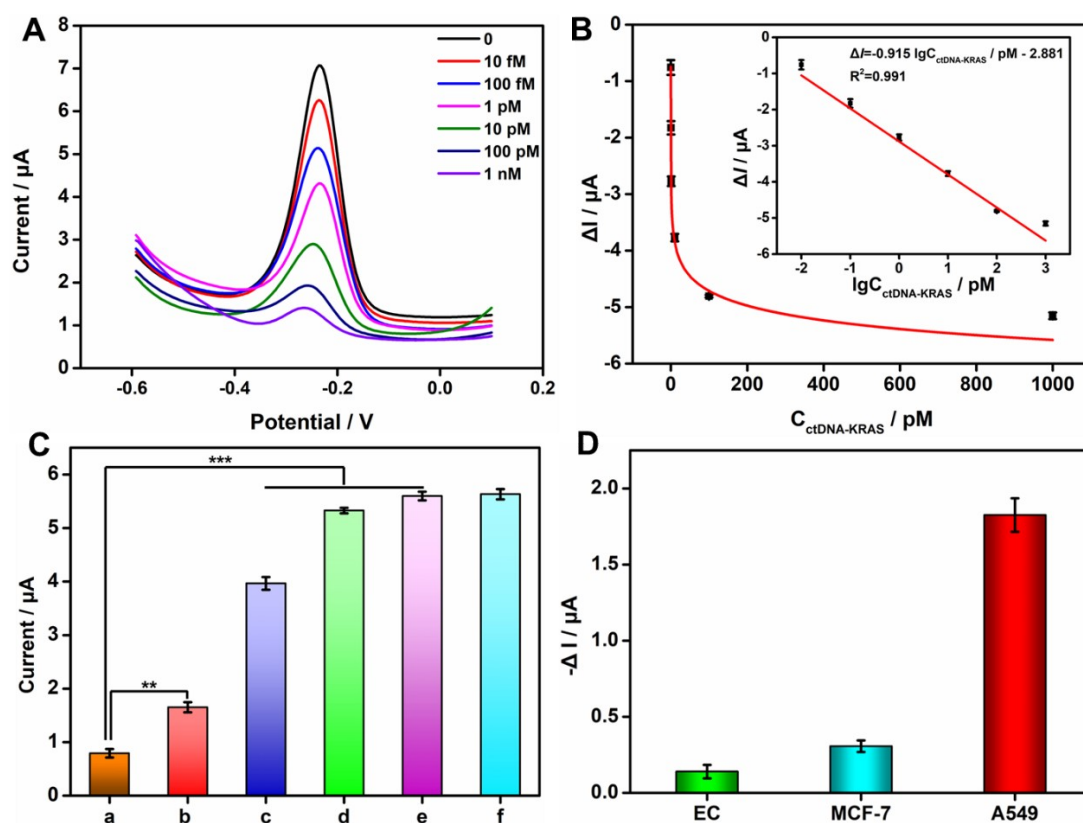 A
8
7
6
5
4
3
2
1
0
Current / µA
-0.6
-0.4
-0.2
0.0
0.2
Potential / V
0
10 fM
100 fM
1 pM
10 pM
100 pM
1 nM
B
0
-1
-2
-3
-4
-5
-6
ΔI / µA
0
200
400
600
800
1000
CctDNA-KRAS / pM
0
-1
-2
-3
-4
-5
-6
ΔI / µA
-2
-1
0
1
2
3
lgCctDNA-KRAS / pM
ΔI=-0.915 lgCctDNA-KRAS / pM - 2.881
R²=0.991
C
6
5
4
3
2
1
0
Current / µA
***
**
a
b
c
d
e
f
D
2.0
1.5
1.0
0.5
0.0
-Δ I / µA
EC
MCF-7
A549